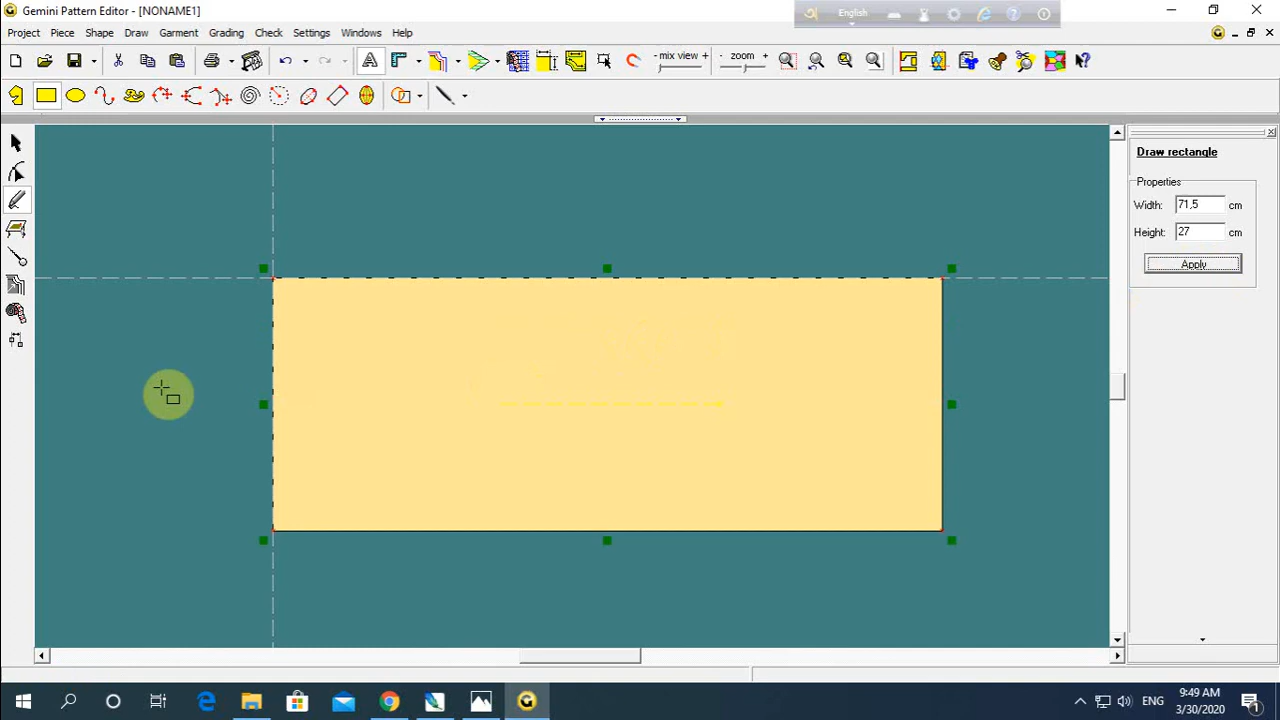 Gemini Pattern Editor - [NONAME1]
অ English
Project Piece Shape Draw Garment Grading Check Settings Windows Help
-mix view+ - zoom +
Draw rectangle
Properties
Width: 71,5 cm
Height: 27 cm
Apply
ENG
9:49 AM
3/30/2020
1